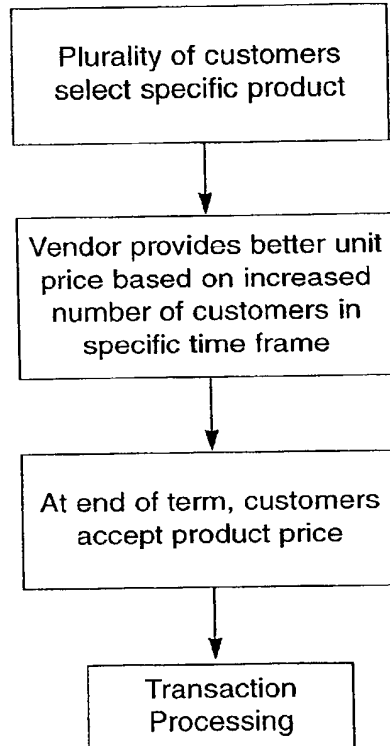 Plurality of customers
select specific product
Vendor provides better unit
price based on increased
number of customers in
specific time frame
At end of term, customers
accept product price
Transaction
Processing